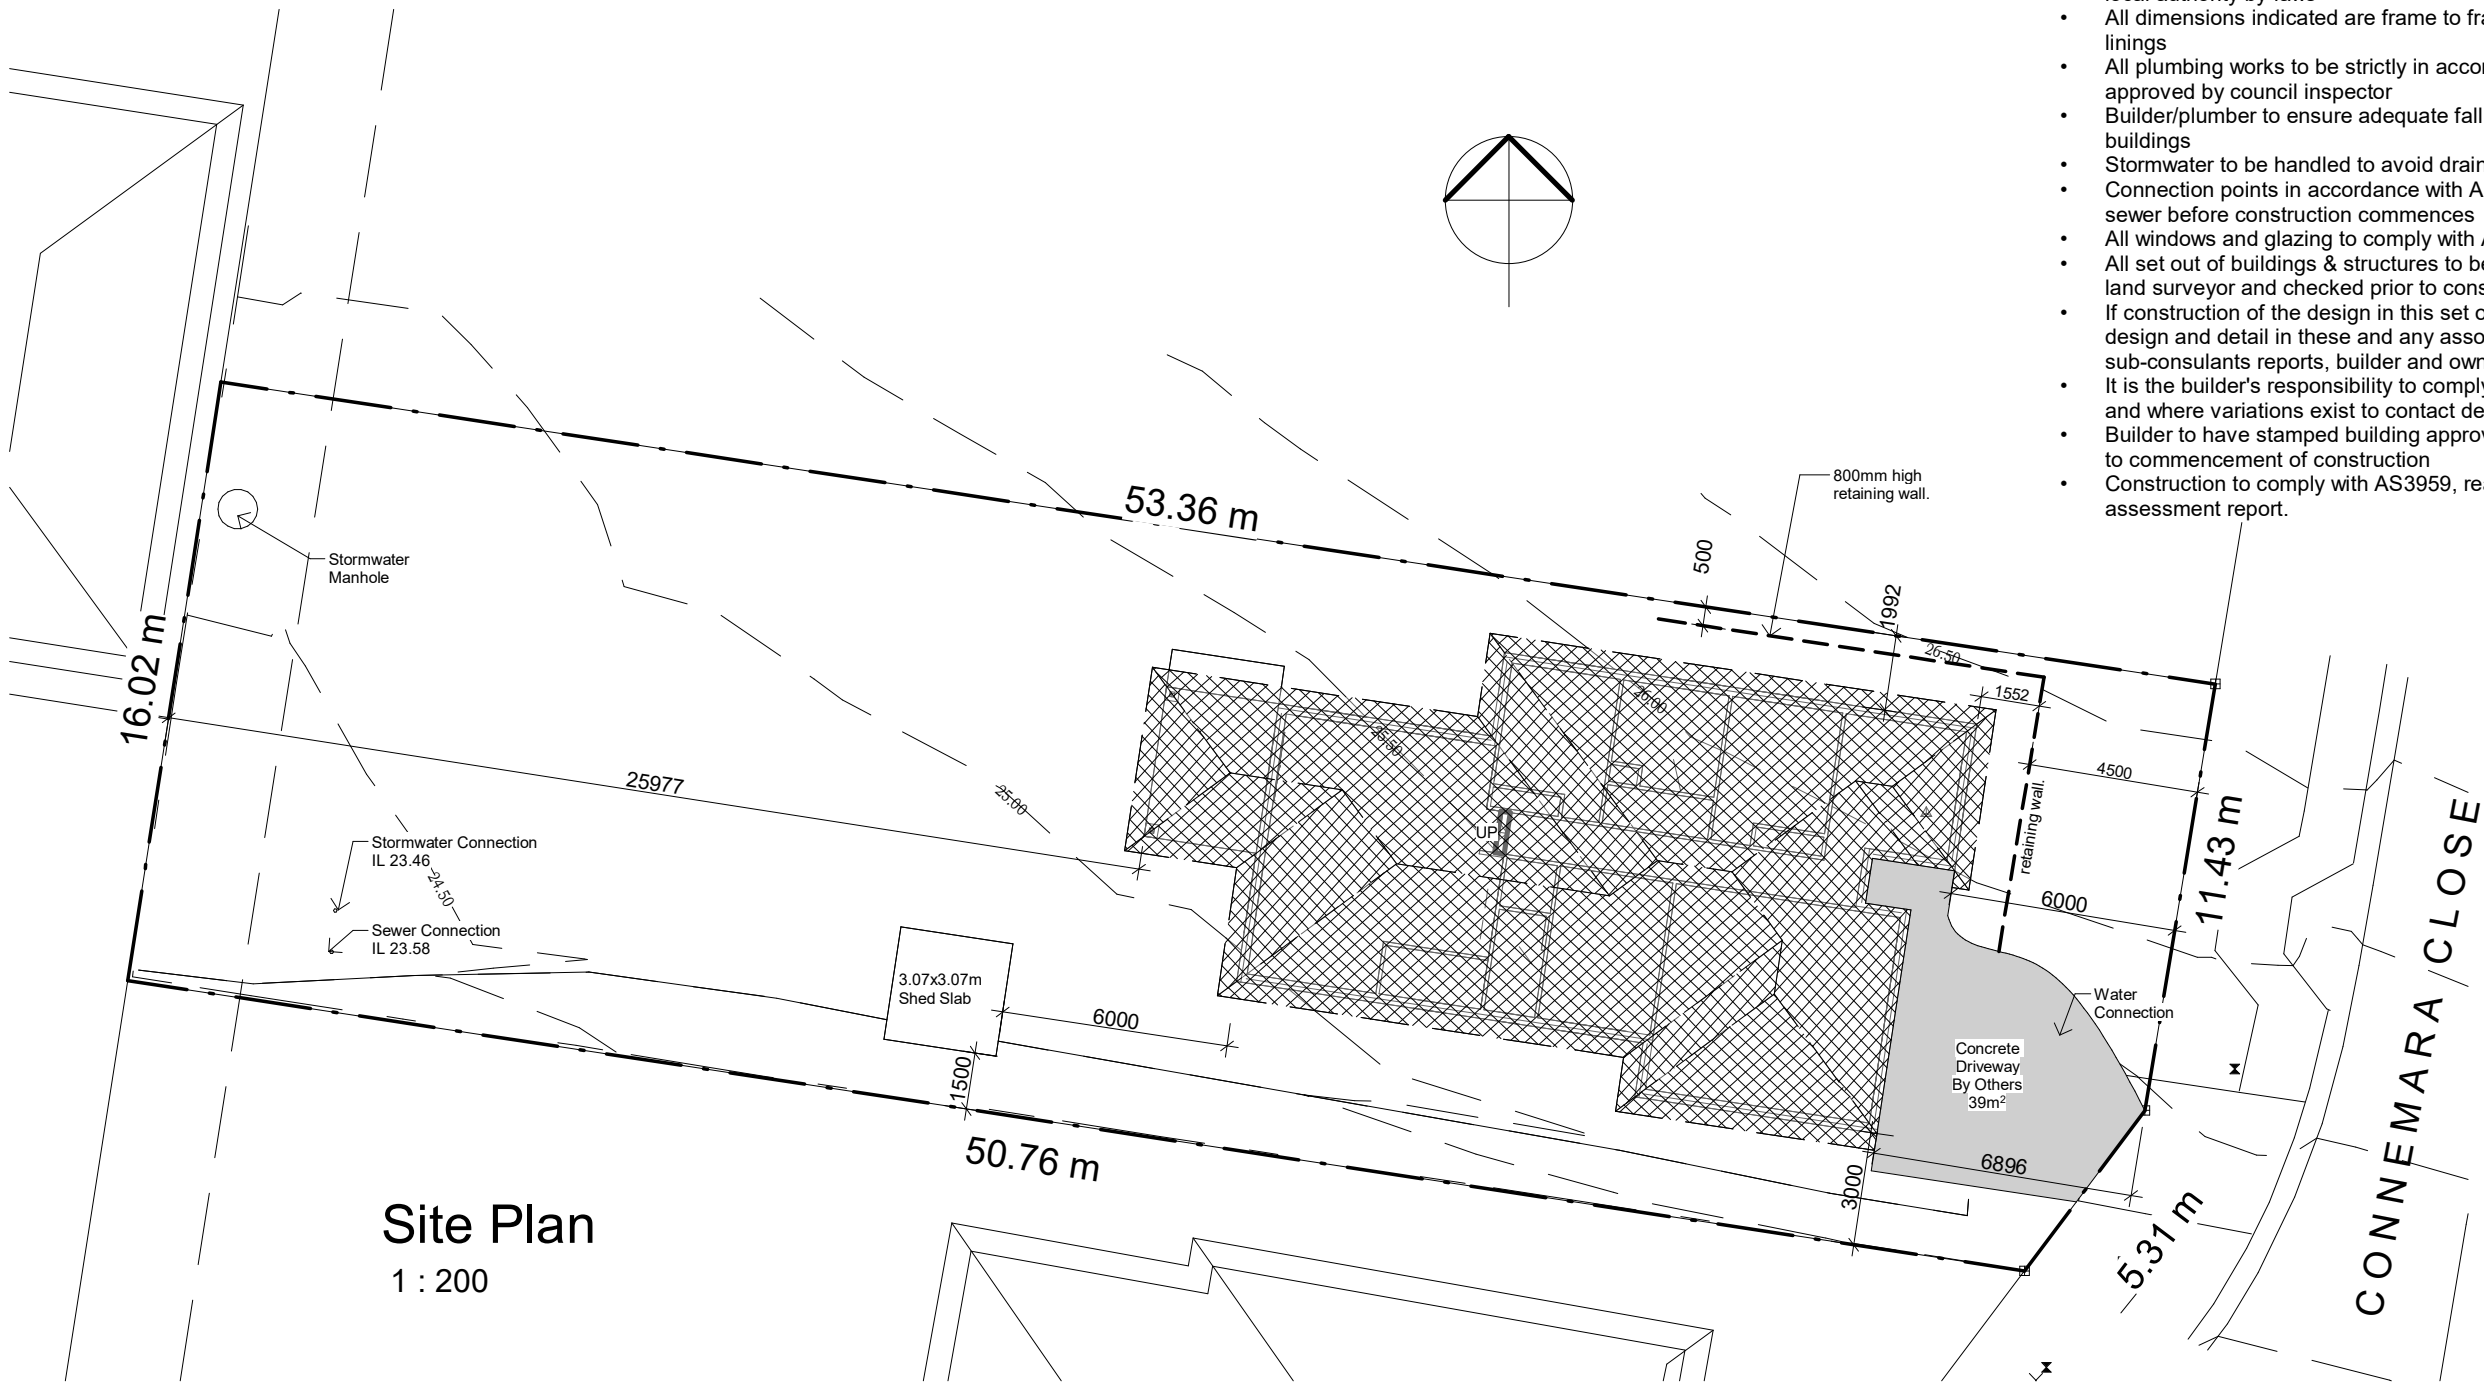 • All dimensions indicated are frame to fra
linings
• All plumbing works to be strictly in accor
approved by council inspector
• Builder/plumber to ensure adequate fall
buildings
• Stormwater to be handled to avoid drain
• Connection points in accordance with A
sewer before construction commences
• All windows and glazing to comply with A
• All set out of buildings & structures to be
land surveyor and checked prior to cons
• If construction of the design in this set o
design and detail in these and any asso
sub-consulants reports, builder and own
• It is the builder's responsibility to comply
and where variations exist to contact de
• Builder to have stamped building approv
to commencement of construction
• Construction to comply with AS3959, rea
assessment report.
53.36 m
800mm high
retaining wall.
500
1992
Stormwater
Manhole
16.02 m
26.50
1552
26.00
25.50
4500
25977
25.00
retaining wall.
11.43 m
UP
Stormwater Connection
IL 23.46
24.50
Sewer Connection
IL 23.58
6000
3.07x3.07m
Shed Slab
6000
1500
Water
Connection
Concrete
Driveway
By Others
39m²
50.76 m
6896
3000
5.31 m
CONNEMARA CLOSE
Site Plan
1 : 200